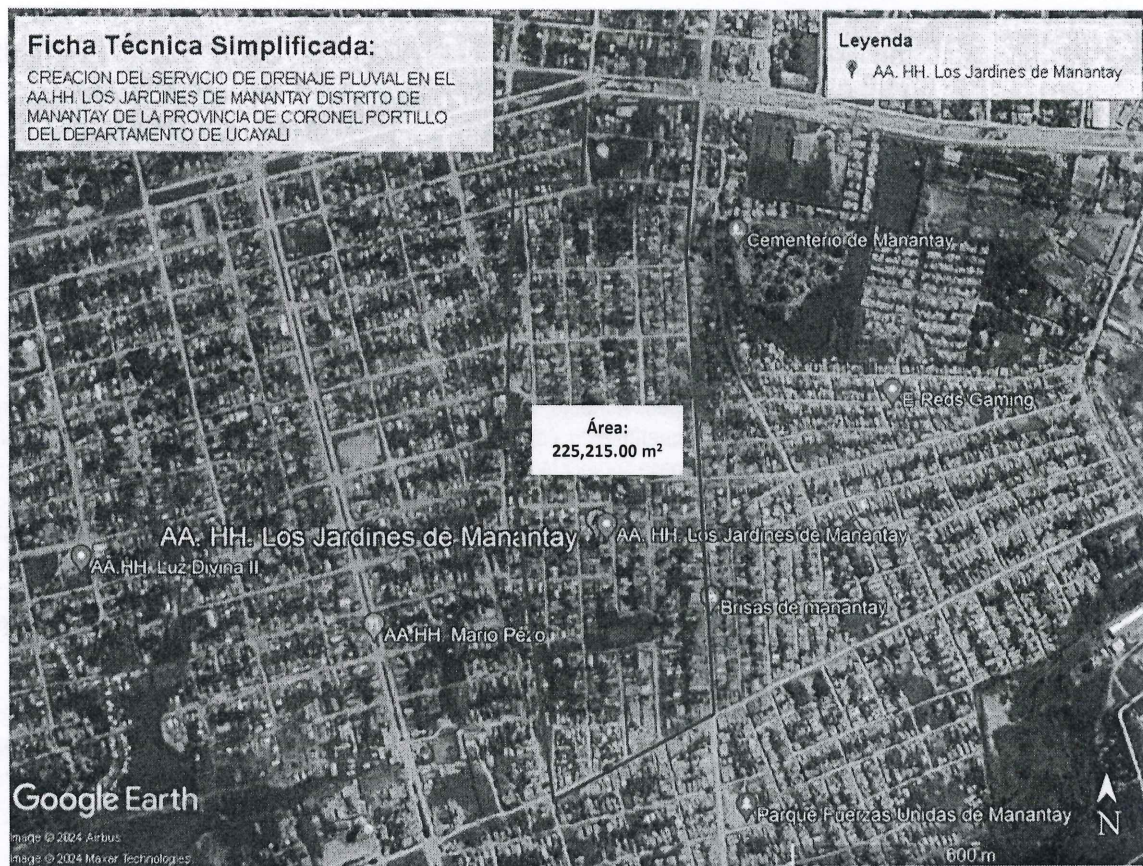 Ficha Técnica Simplificada:
CREACION DEL SERVICIO DE DRENAJE PLUVIAL EN EL
AA.HH. LOS JARDINES DE MANANTAY DISTRITO DE
MANANTAY DE LA PROVINCIA DE CORONEL PORTILLO
DEL DEPARTAMENTO DE UCAYALI
Leyenda
AA. HH. Los Jardines de Manantay
Cementerio de Manantay
E Reds Gaming
Área:
225,215.00 m²
AA. HH. Los Jardines de Manantay
AA. HH. Los Jardines de Manantay
AA.HH. Luz Divina II
Brisas de manantay
AA.HH. Mario Pezo
Google Earth
Parque Fuerzas Unidas de Manantay
N
Image © 2024 Airbus
Image © 2024 Maxar Technologies
600 m